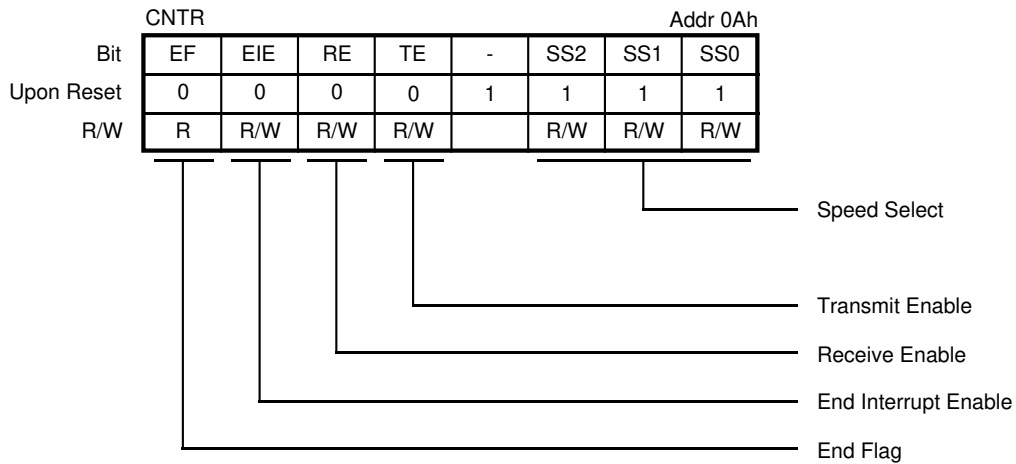 CNTR Addr 0Ah
Bit EF EIE RE TE - SS2 SS1 SS0
Upon Reset 0 0 0 0 1 1 1 1
R/W R R/W R/W R/W R/W R/W R/W
Speed Select
Transmit Enable
Receive Enable
End Interrupt Enable
End Flag